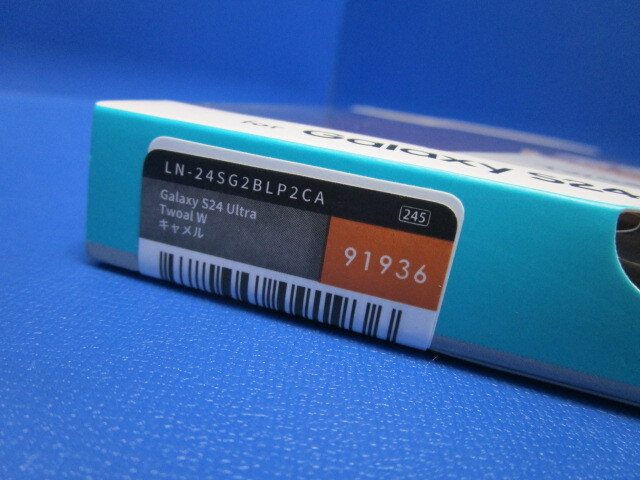 for Galaxy S24
LN-24SG2BLP2CA
245
Galaxy S24 Ultra
Twoal W
キャメル
91936